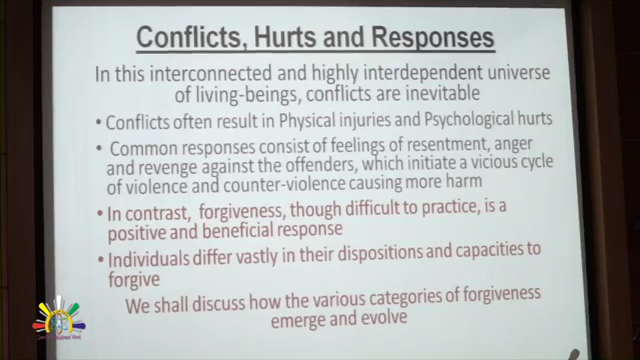 Conflicts, Hurts and Responses
In this interconnected and highly interdependent universe
of living-beings, conflicts are inevitable
• Conflicts often result in Physical injuries and Psychological hurts
• Common responses consist of feelings of resentment, anger
and revenge against the offenders, which initiate a vicious cycle
of violence and counter-violence causing more harm
• In contrast, forgiveness, though difficult to practice, is a
positive and beneficial response
• Individuals differ vastly in their dispositions and capacities to
forgive
We shall discuss how the various categories of forgiveness
emerge and evolve